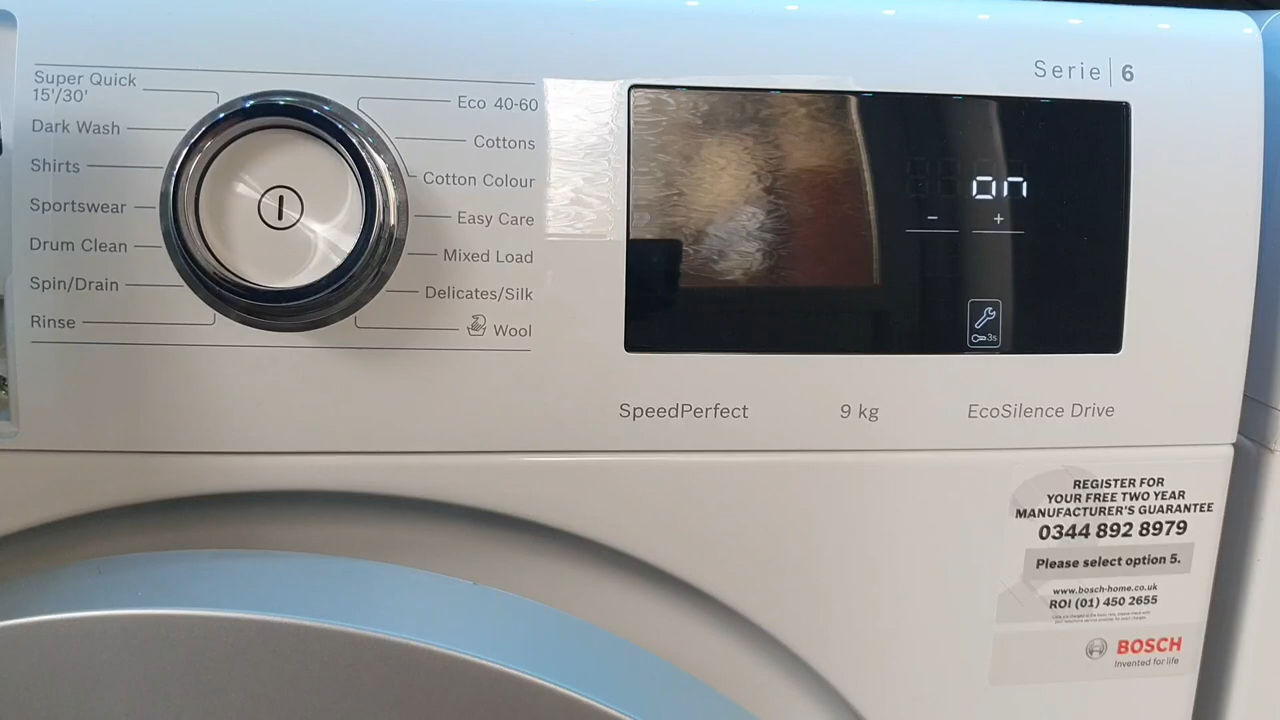 Serie | 6
Super Quick
15'/30'
Dark Wash
Shirts
Sportswear
Drum Clean
Spin/Drain
Rinse
Eco 40-60
Cottons
Cotton Colour
Easy Care
Mixed Load
Delicates/Silk
Wool
on
- +
3s
SpeedPerfect
9 kg
EcoSilence Drive
REGISTER FOR
YOUR FREE TWO YEAR
MANUFACTURER'S GUARANTEE
0344 892 8979
Please select option 5.
www.bosch-home.co.uk
ROI (01) 450 2655
BOSCH
Invented for life